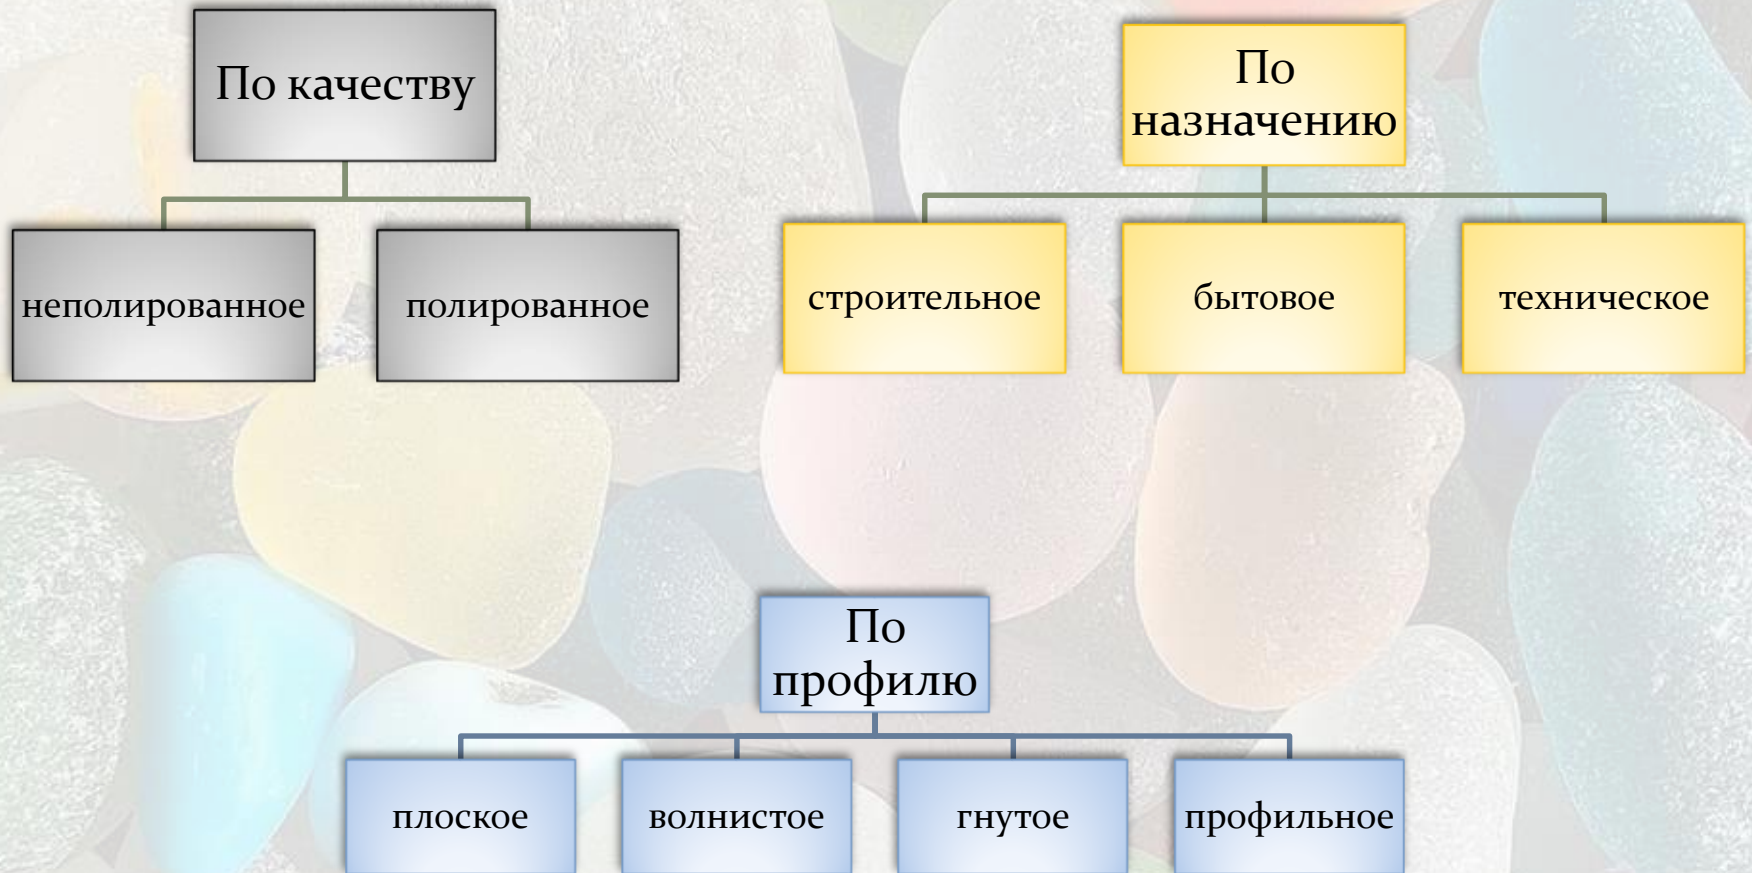 По качеству
неполированное
полированное
По
назначению
строительное
бытовое
техническое
По
профилю
плоское
волнистое
гнутое
профильное